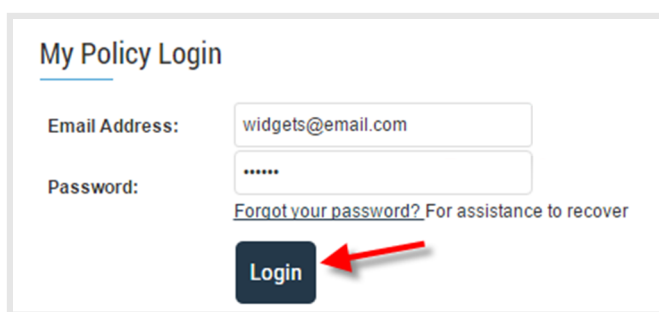 My Policy Login
Email Address: widgets@email.com
Password: ••••••
Forgot your password? For assistance to recover
Login